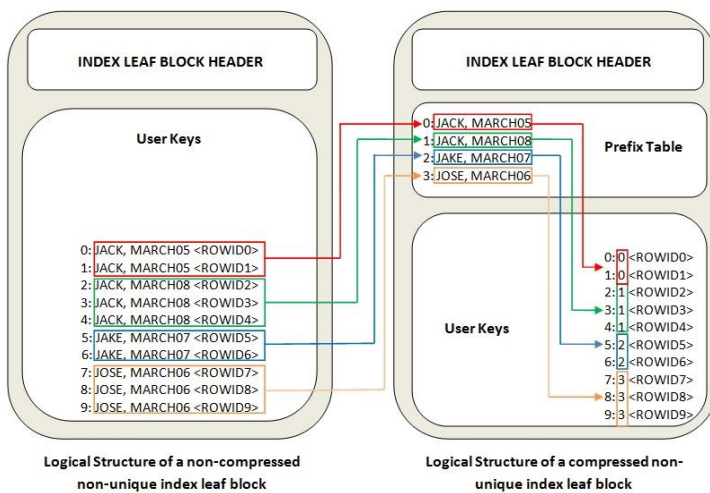 INDEX LEAF BLOCK HEADER
User Keys
0: JACK, MARCH05 <ROWID0>
1: JACK, MARCH05 <ROWID1>
2: JACK, MARCH08 <ROWID2>
3: JACK, MARCH08 <ROWID3>
4: JACK, MARCH08 <ROWID4>
5: JAKE, MARCH07 <ROWID5>
6: JAKE, MARCH07 <ROWID6>
7: JOSE, MARCH06 <ROWID7>
8: JOSE, MARCH06 <ROWID8>
9: JOSE, MARCH06 <ROWID9>
Logical Structure of a non-compressed
non-unique index leaf block
INDEX LEAF BLOCK HEADER
0: JACK, MARCH05
1: JACK, MARCH08
2: JAKE, MARCH07
3: JOSE, MARCH06
Prefix Table
User Keys
0: 0 <ROWID0>
1: 0 <ROWID1>
2: 1 <ROWID2>
3: 1 <ROWID3>
4: 1 <ROWID4>
5: 2 <ROWID5>
6: 2 <ROWID6>
7: 3 <ROWID7>
8: 3 <ROWID8>
9: 3 <ROWID9>
Logical Structure of a compressed non-
unique index leaf block